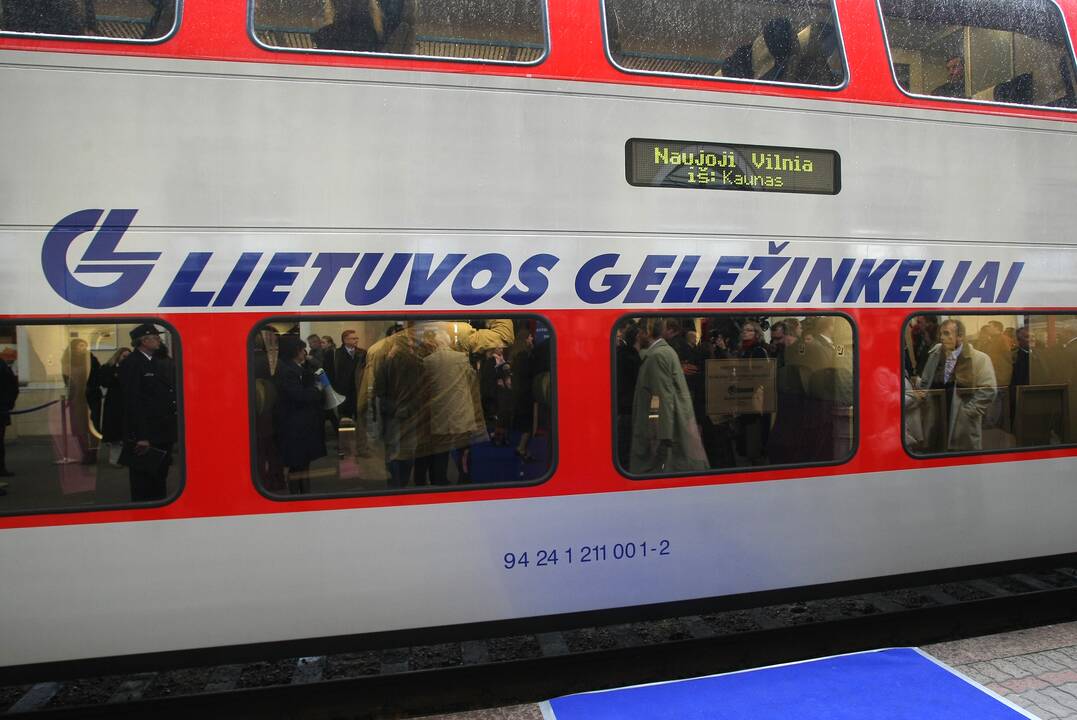 Naujoji Vilnia
iš: Kaunas
LIETUVOS GELEŽINKELIAI
94 24 1 211 001-2